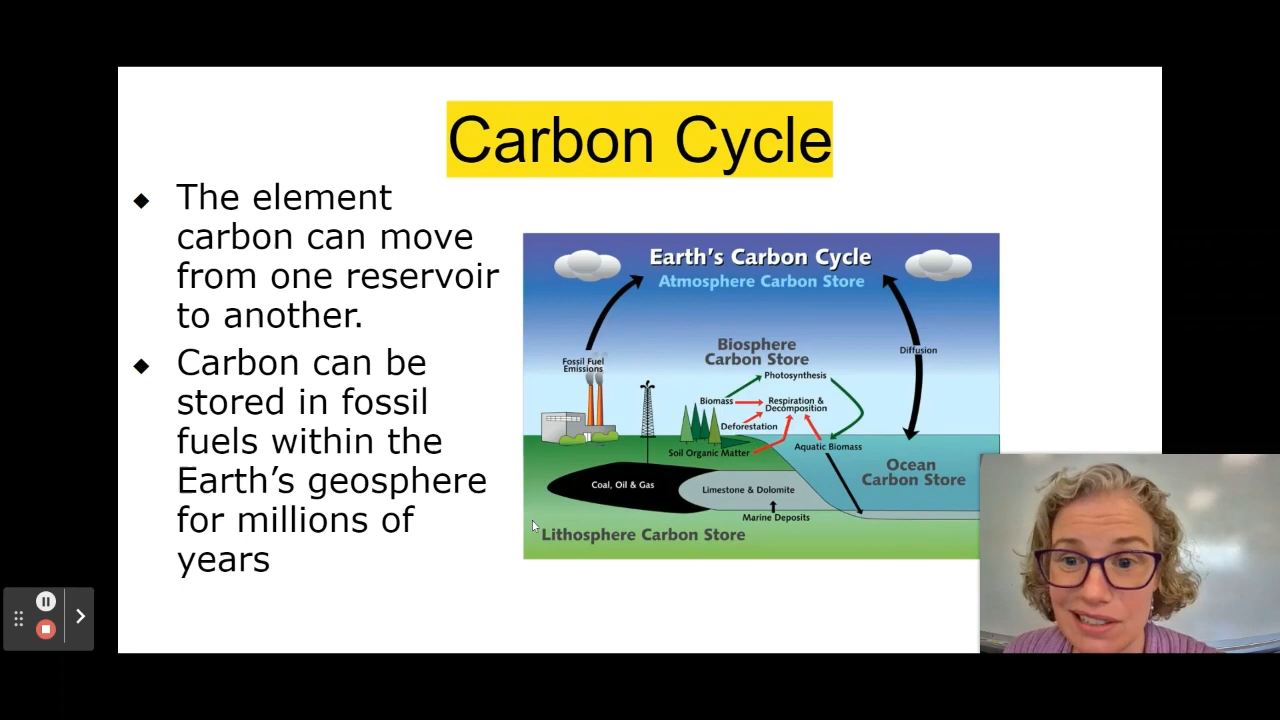 Carbon Cycle
◆ The element
carbon can move
from one reservoir
to another.
◆ Carbon can be
stored in fossil
fuels within the
Earth’s geosphere
for millions of
years
Earth’s Carbon Cycle
Atmosphere Carbon Store
Biosphere
Carbon Store
Fossil Fuel
Emissions
Diffusion
Photosynthesis
Biomass
Respiration &
Decomposition
Deforestation
Soil Organic Matter
Aquatic Biomass
Ocean
Carbon Store
Coal, Oil & Gas
Limestone & Dolomite
Marine Deposits
Lithosphere Carbon Store